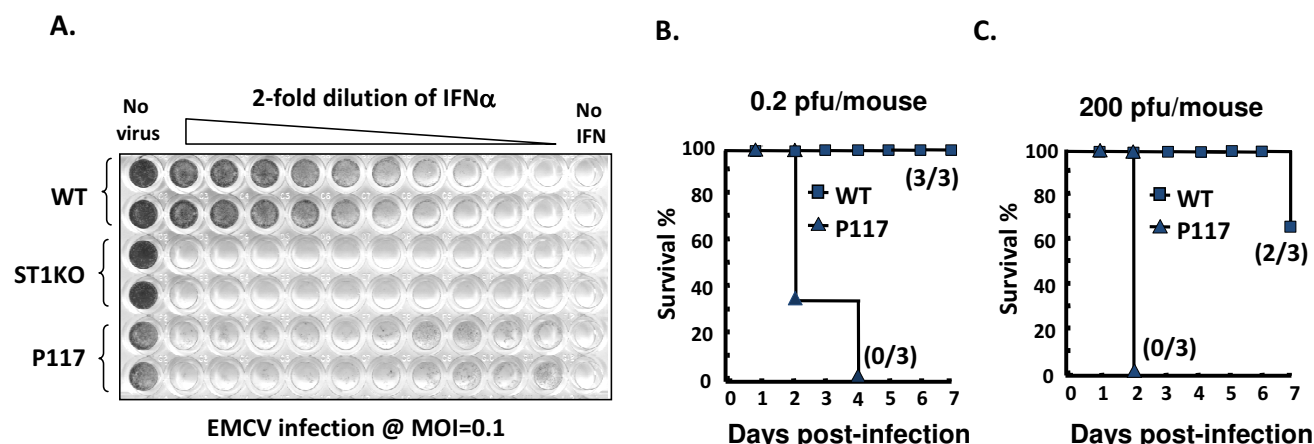 A.
No virus
2-fold dilution of IFNα
No IFN
WT
ST1KO
P117
EMCV infection @ MOI=0.1
B.
0.2 pfu/mouse
Survival %
100
80
60
40
20
0
WT
P117
(3/3)
(0/3)
0 1 2 3 4 5 6 7
Days post-infection
C.
200 pfu/mouse
Survival %
100
80
60
40
20
0
WT
P117
(2/3)
(0/3)
0 1 2 3 4 5 6 7
Days post-infection